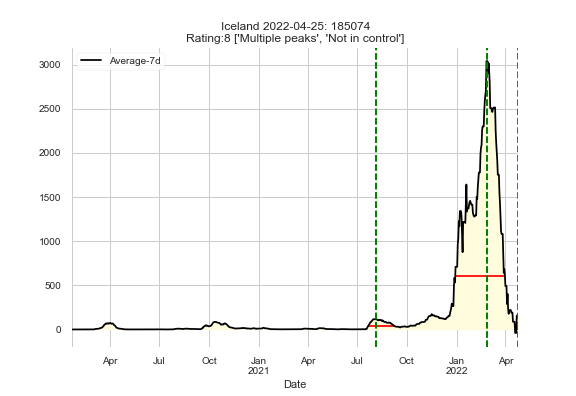 Iceland 2022-04-25: 185074
Rating:8 ['Multiple peaks', 'Not in control']
Average-7d
3000
2500
2000
1500
1000
500
0
Apr Jul Oct Jan Apr Jul Oct Jan Apr
2021 2022
Date